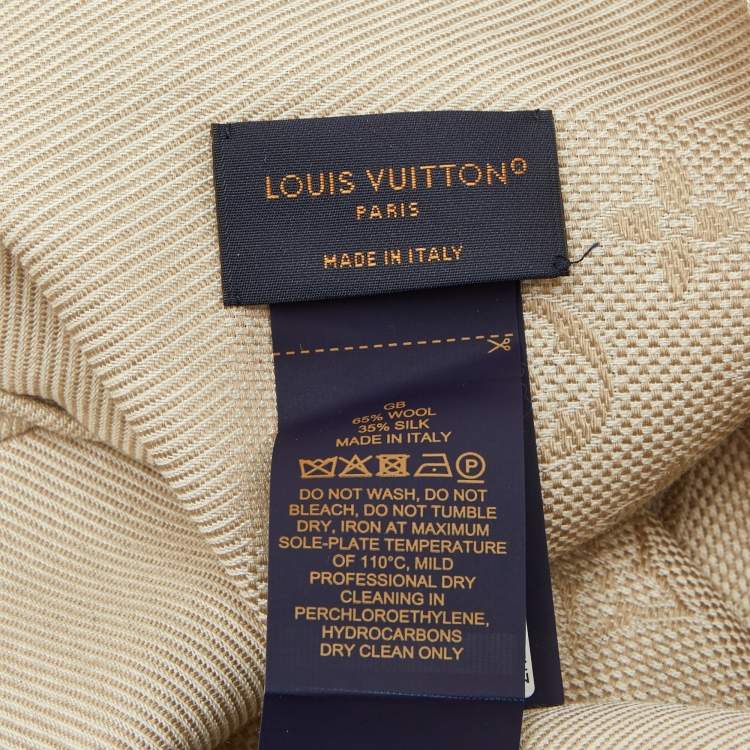 LOUIS VUITTON®
PARIS
MADE IN ITALY
GB
65% WOOL
35% SILK
MADE IN ITALY
DO NOT WASH, DO NOT
BLEACH, DO NOT TUMBLE
DRY, IRON AT MAXIMUM
SOLE-PLATE TEMPERATURE
OF 110°C, MILD
PROFESSIONAL DRY
CLEANING IN
PERCHLOROETHYLENE,
HYDROCARBONS
DRY CLEAN ONLY